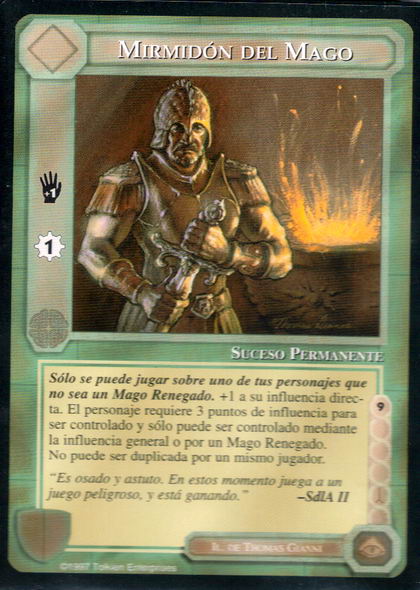 MIRMIDÓN DEL MAGO
+1
1
Thomas Gianni
SUCESO PERMANENTE
Sólo se puede jugar sobre uno de tus personajes que
no sea un Mago Renegado. +1 a su influencia direc-
ta. El personaje requiere 3 puntos de influencia para
ser controlado y sólo puede ser controlado mediante
la influencia general o por un Mago Renegado.
No puede ser duplicado por un mismo jugador.
9
"Es osado y astuto. En estos momento juega a un
juego peligroso, y está ganando." –SdlA II
IL. DE THOMAS GIANNI
©1997 Tolkien Enterprises